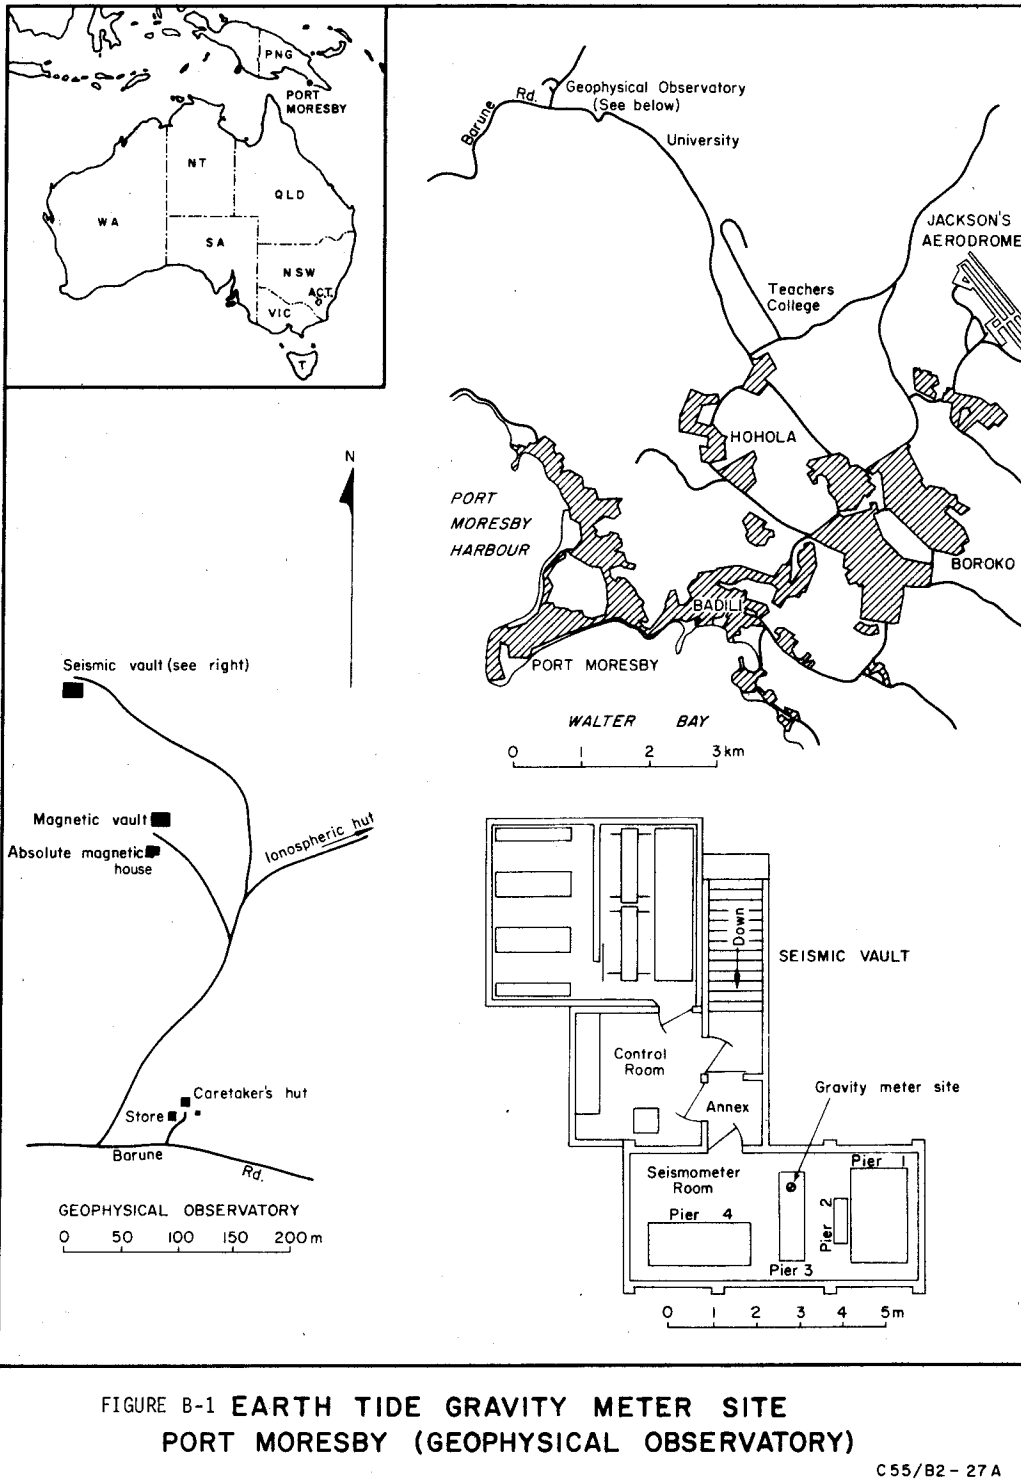 PNG
PORT
MORESBY
NT
QLD
WA
SA
NSW
ACT.
VIC
T
Barune Rd.
Geophysical Observatory
(See below)
University
JACKSON'S
AERODROME
Teachers
College
HOHOLA
PORT
MORESBY
HARBOUR
BOROKO
BADILI
PORT MORESBY
WALTER BAY
0 1 2 3 km
N
Seismic vault (see right)
Magnetic vault
Absolute magnetic
house
Ionospheric hut
Caretaker's hut
Store
Barune Rd.
GEOPHYSICAL OBSERVATORY
0 50 100 150 200 m
Down
SEISMIC VAULT
Control
Room
Annex
Gravity meter site
Seismometer
Room
Pier 1
Pier 2
Pier 4
Pier 3
0 1 2 3 4 5m
FIGURE B-1 EARTH TIDE GRAVITY METER SITE
PORT MORESBY (GEOPHYSICAL OBSERVATORY)
C55/B2-27A